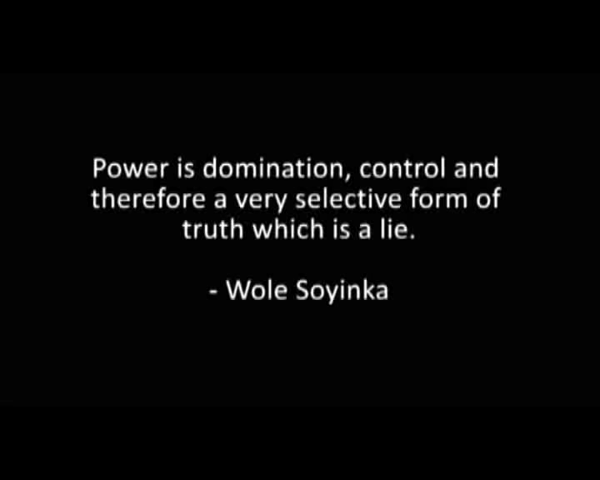 Power is domination, control and
therefore a very selective form of
truth which is a lie.
- Wole Soyinka